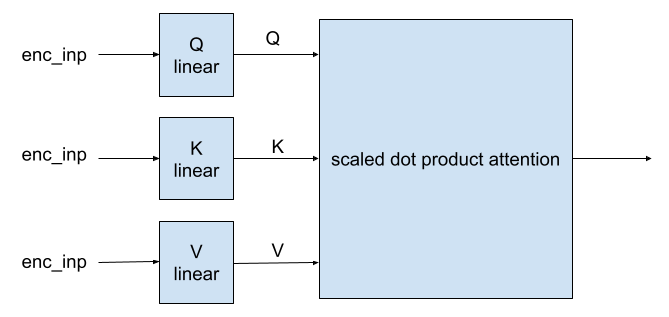 enc_inp
Q
linear
Q
enc_inp
K
linear
K
enc_inp
V
linear
V
scaled dot product attention